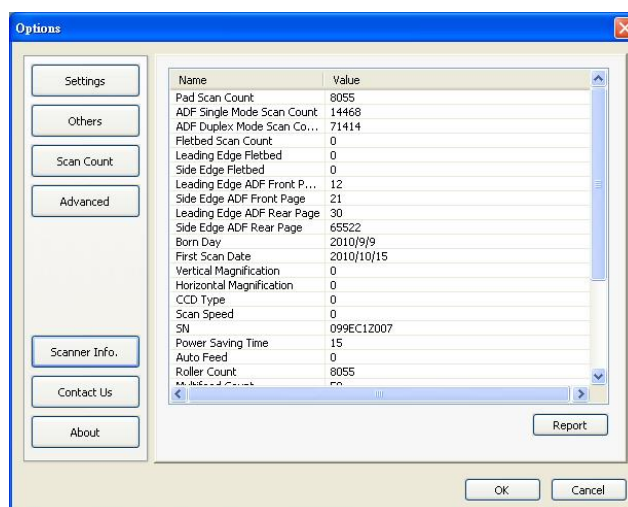 Options
Settings
Others
Scan Count
Advanced
Scanner Info.
Contact Us
About
Name Value
Pad Scan Count 8055
ADF Single Mode Scan Count 14468
ADF Duplex Mode Scan Co... 71414
Fletbed Scan Count 0
Leading Edge Fletbed 0
Side Edge Fletbed 0
Leading Edge ADF Front P... 12
Side Edge ADF Front Page 21
Leading Edge ADF Rear Page 30
Side Edge ADF Rear Page 65522
Born Day 2010/9/9
First Scan Date 2010/10/15
Vertical Magnification 0
Horizontal Magnification 0
CCD Type 0
Scan Speed 0
SN 099EC1Z007
Power Saving Time 15
Auto Feed 0
Roller Count 8055
Report
OK Cancel